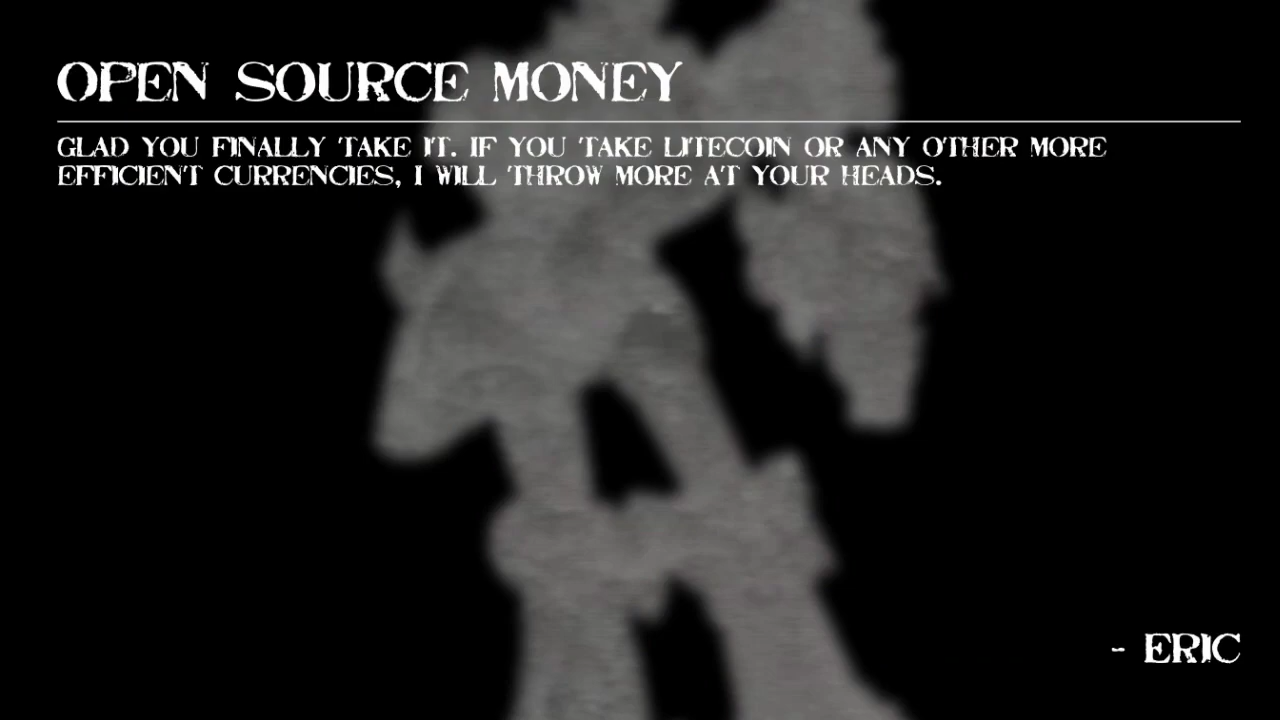 OPEN SOURCE MONEY
GLAD YOU FINALLY TAKE IT. IF YOU TAKE LITECOIN OR ANY OTHER MORE
EFFICIENT CURRENCIES, I WILL THROW MORE AT YOUR HEADS.
- ERIC